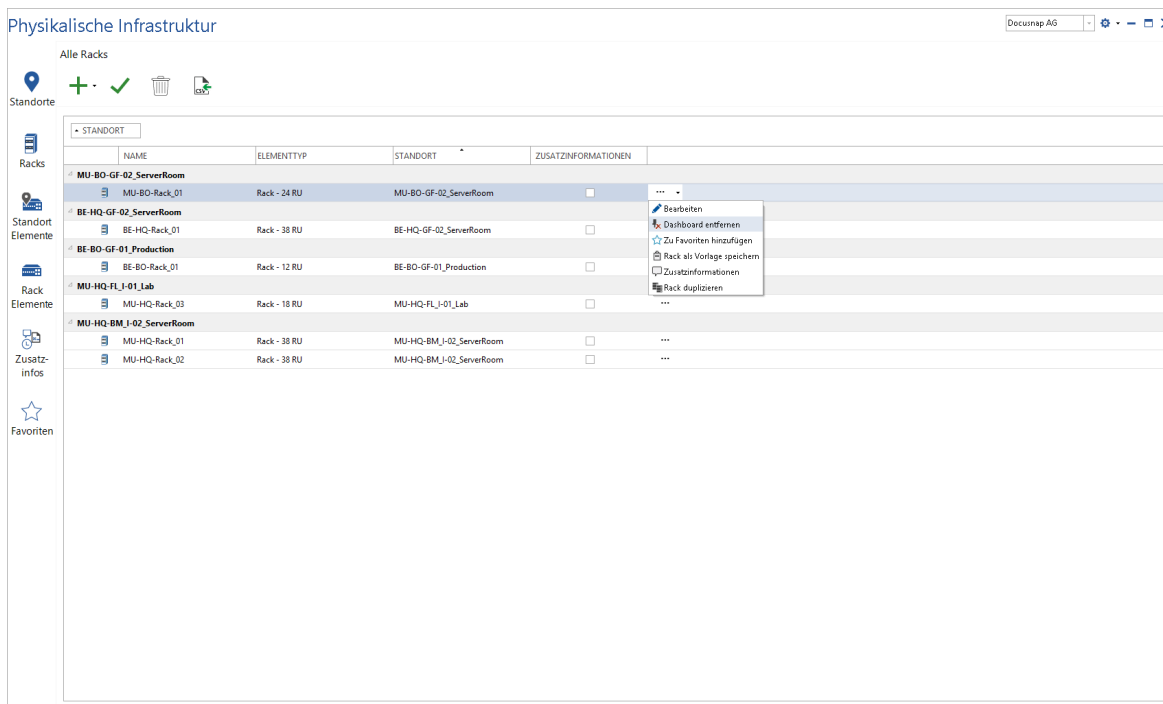 Physikalische Infrastruktur
Docusnap AG
Alle Racks
Standorte
Racks
Standort
Elemente
Rack
Elemente
Zusatz-
infos
Favoriten
CSV
STANDORT
NAME ELEMENTTYP STANDORT ZUSATZINFORMATIONEN
MU-BO-GF-02_ServerRoom
MU-BO-Rack_01 Rack - 24 RU MU-BO-GF-02_ServerRoom ...
BE-HQ-GF-02_ServerRoom
BE-HQ-Rack_01 Rack - 38 RU BE-HQ-GF-02_ServerRoom
BE-BO-GF-01_Production
BE-BO-Rack_01 Rack - 12 RU BE-BO-GF-01_Production
MU-HQ-FL_I-01_Lab
MU-HQ-Rack_03 Rack - 18 RU MU-HQ-FL_I-01_Lab ...
MU-HQ-BM_I-02_ServerRoom
MU-HQ-Rack_01 Rack - 38 RU MU-HQ-BM_I-02_ServerRoom ...
MU-HQ-Rack_02 Rack - 38 RU MU-HQ-BM_I-02_ServerRoom ...
Bearbeiten
Dashboard entfernen
Zu Favoriten hinzufügen
Rack als Vorlage speichern
Zusatzinformationen
Rack duplizieren